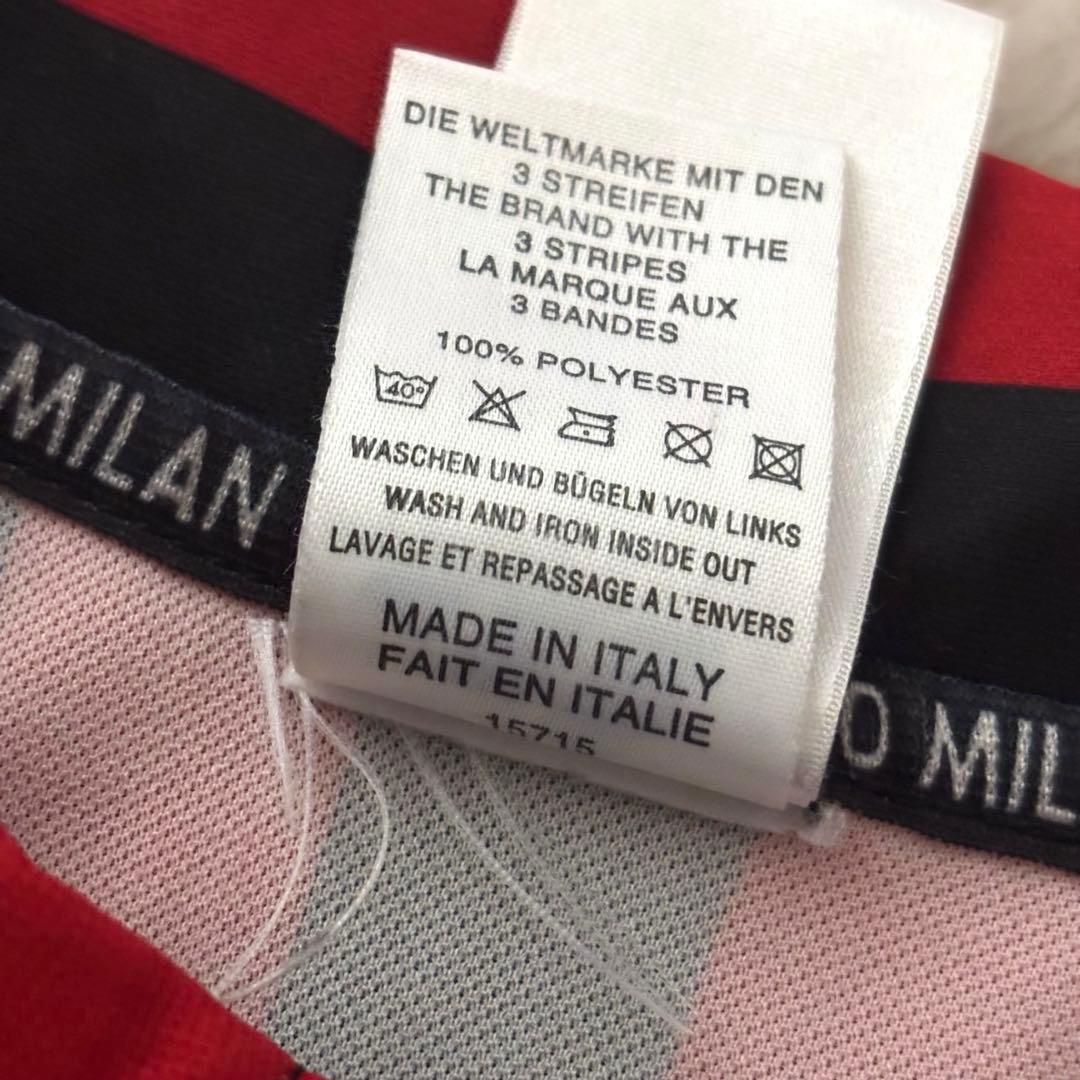 DIE WELTMARKE MIT DEN
3 STREIFEN
THE BRAND WITH THE
3 STRIPES
LA MARQUE AUX
3 BANDES
100% POLYESTER
40°
WASCHEN UND BÜGELN VON LINKS
WASH AND IRON INSIDE OUT
LAVAGE ET REPASSAGE A L'ENVERS
MADE IN ITALY
FAIT EN ITALIE
15715
MILAN
O MIL